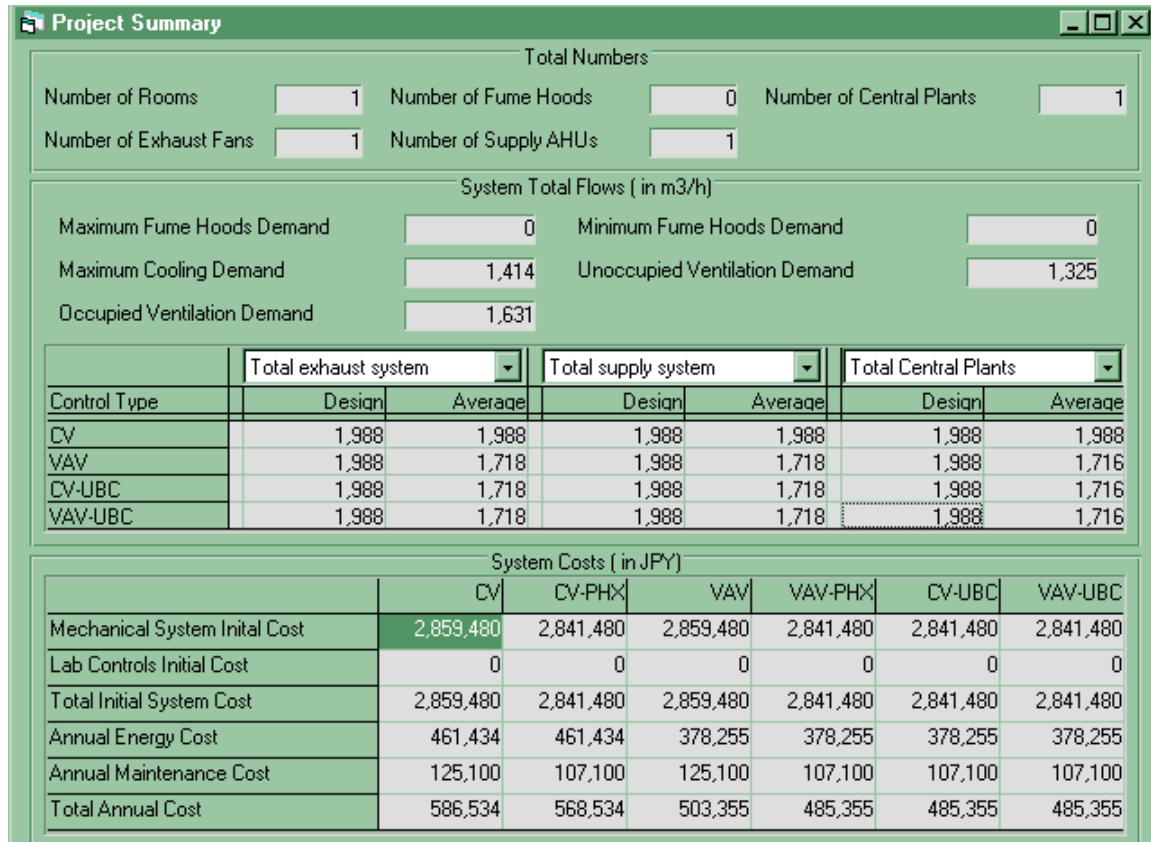 Project Summary
Total Numbers
Number of Rooms 1 Number of Fume Hoods 0 Number of Central Plants 1
Number of Exhaust Fans 1 Number of Supply AHUs 1
System Total Flows ( in m3/h)
Maximum Fume Hoods Demand 0 Minimum Fume Hoods Demand 0
Maximum Cooling Demand 1,414 Unoccupied Ventilation Demand 1,325
Occupied Ventilation Demand 1,631
Total exhaust system Total supply system Total Central Plants
Control Type Design Average Design Average Design Average
CV 1,988 1,988 1,988 1,988 1,988 1,988
VAV 1,988 1,718 1,988 1,718 1,988 1,716
CV-UBC 1,988 1,718 1,988 1,718 1,988 1,716
VAV-UBC 1,988 1,718 1,988 1,718 1,988 1,716
System Costs ( in JPY)
CV CV-PHX VAV VAV-PHX CV-UBC VAV-UBC
Mechanical System Inital Cost 2,859,480 2,841,480 2,859,480 2,841,480 2,841,480 2,841,480
Lab Controls Initial Cost 0 0 0 0 0 0
Total Initial System Cost 2,859,480 2,841,480 2,859,480 2,841,480 2,841,480 2,841,480
Annual Energy Cost 461,434 461,434 378,255 378,255 378,255 378,255
Annual Maintenance Cost 125,100 107,100 125,100 107,100 107,100 107,100
Total Annual Cost 586,534 568,534 503,355 485,355 485,355 485,355